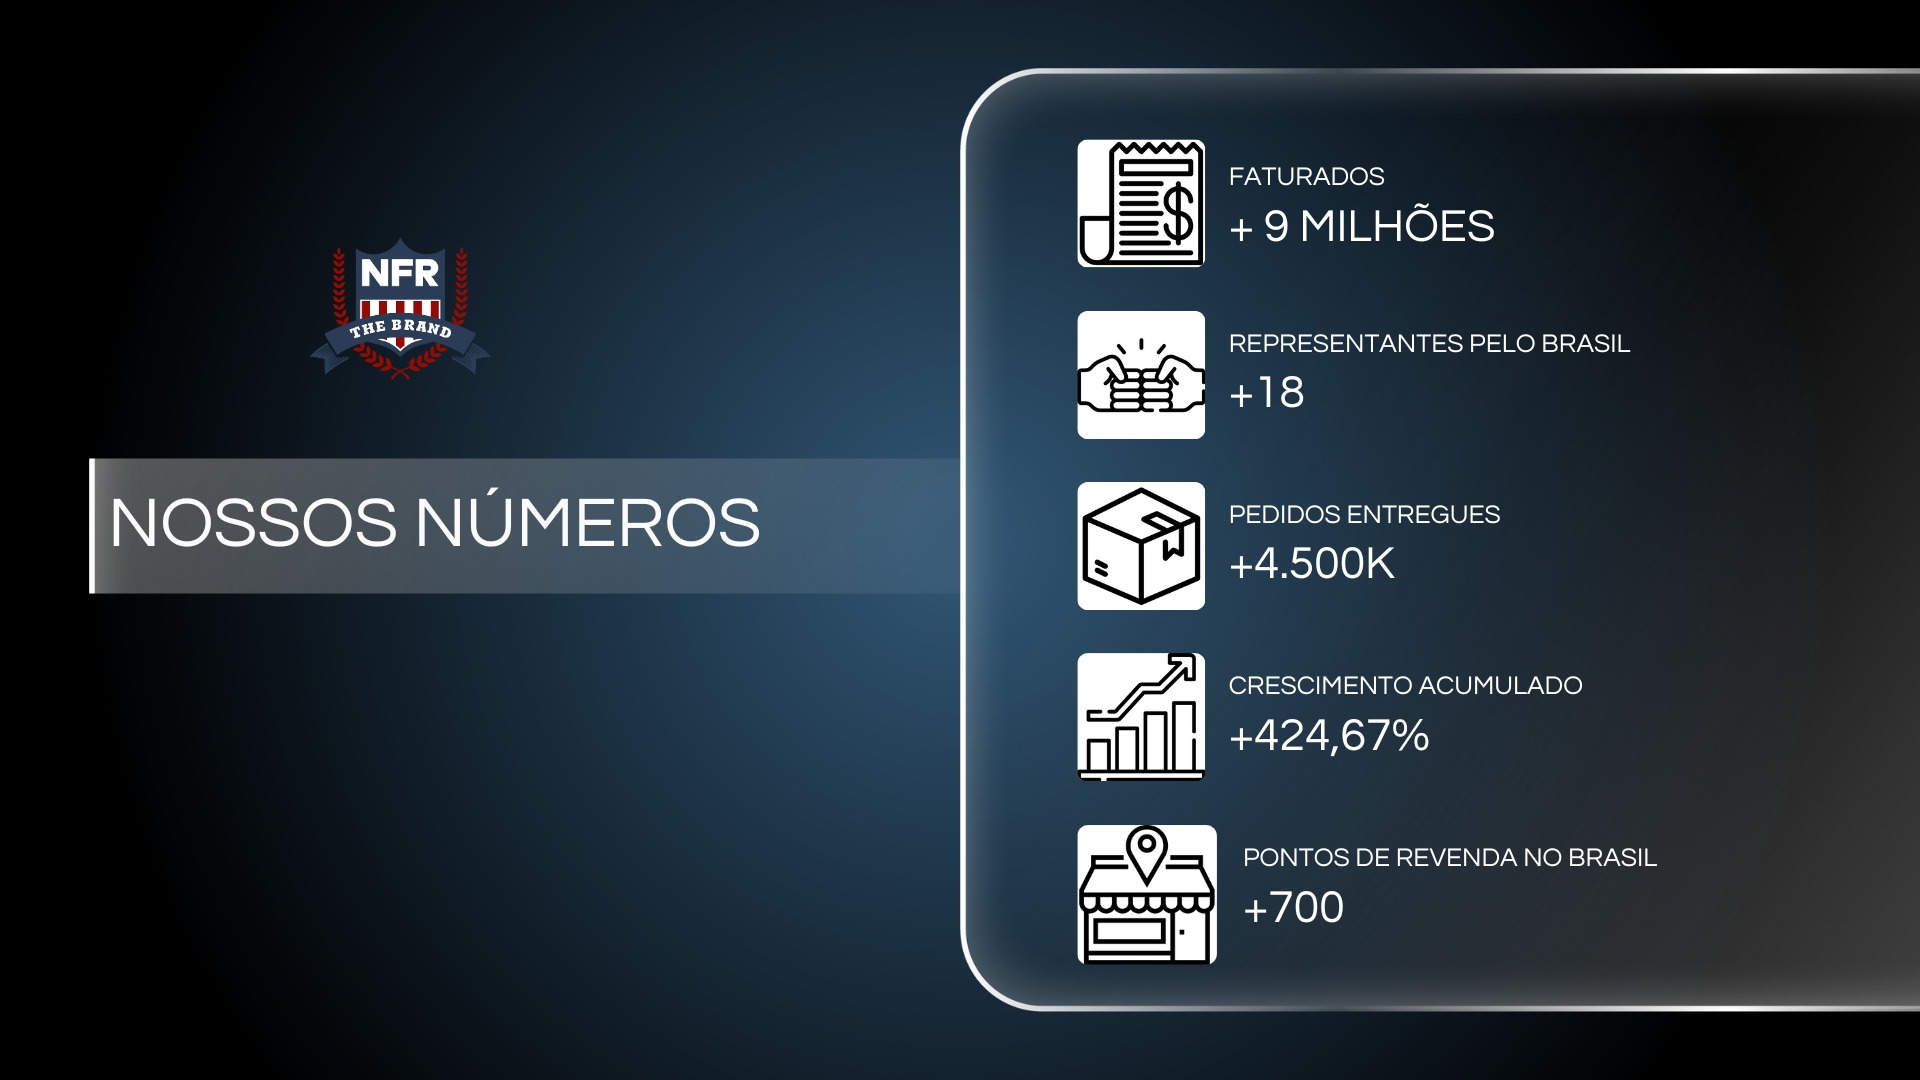 NFR
THE BRAND
NOSSOS NÚMEROS
FATURADOS
+ 9 MILHÕES
REPRESENTANTES PELO BRASIL
+18
PEDIDOS ENTREGUES
+4.500K
CRESCIMENTO ACUMULADO
+424,67%
PONTOS DE REVENDA NO BRASIL
+700